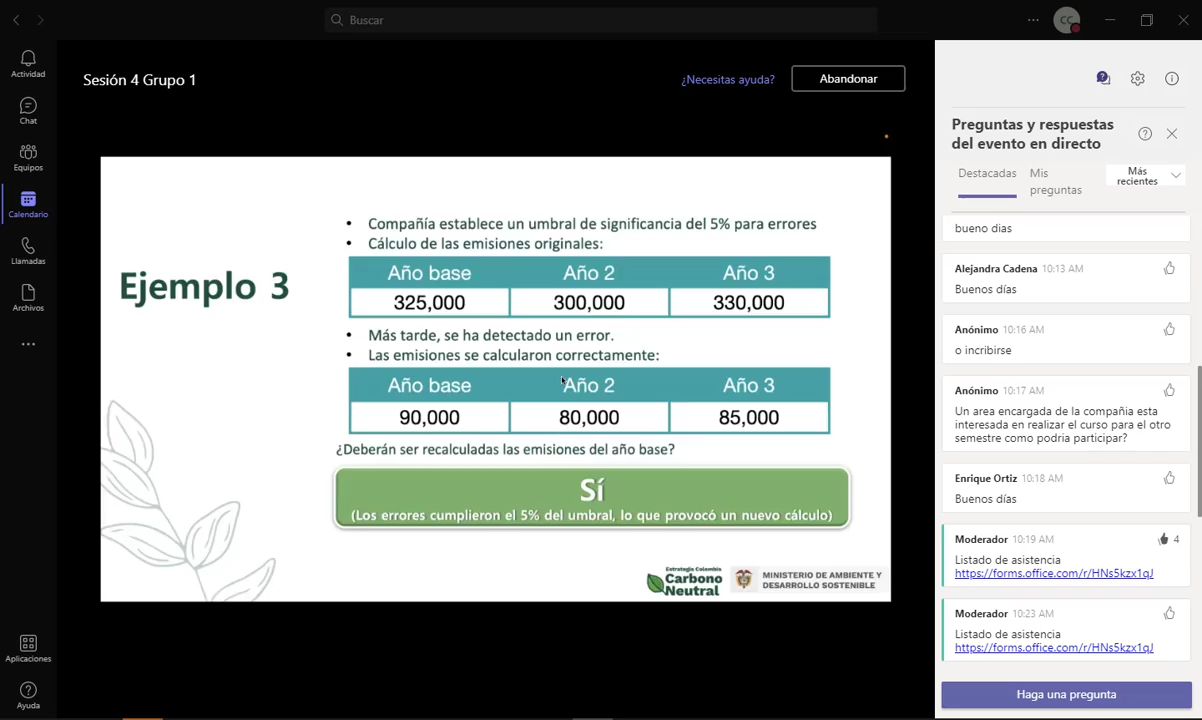 Buscar
CC
Actividad
Chat
Equipos
Calendario
Llamadas
Archivos
Aplicaciones
Ayuda
Sesión 4 Grupo 1
¿Necesitas ayuda?
Abandonar
Ejemplo 3
• Compañía establece un umbral de significancia del 5% para errores
• Cálculo de las emisiones originales:
Año base Año 2 Año 3
325,000 300,000 330,000
• Más tarde, se ha detectado un error.
• Las emisiones se calcularon correctamente:
Año base Año 2 Año 3
90,000 80,000 85,000
¿Deberán ser recalculadas las emisiones del año base?
Sí
(Los errores cumplieron el 5% del umbral, lo que provocó un nuevo cálculo)
Estrategia Colombia
Carbono
Neutral
MINISTERIO DE AMBIENTE Y
DESARROLLO SOSTENIBLE
Preguntas y respuestas
del evento en directo
Destacadas
Mis
preguntas
Más
recientes
bueno dias
Alejandra Cadena 10:13 AM
Buenos días
Anónimo 10:16 AM
o incribirse
Anónimo 10:17 AM
Un area encargada de la compañia esta
interesada en realizar el curso para el otro
semestre como podria participar?
Enrique Ortiz 10:18 AM
Buenos días
Moderador 10:19 AM 4
Listado de asistencia
https://forms.office.com/r/HNs5kzx1qJ
Moderador 10:23 AM
Listado de asistencia
https://forms.office.com/r/HNs5kzx1qJ
Haga una pregunta